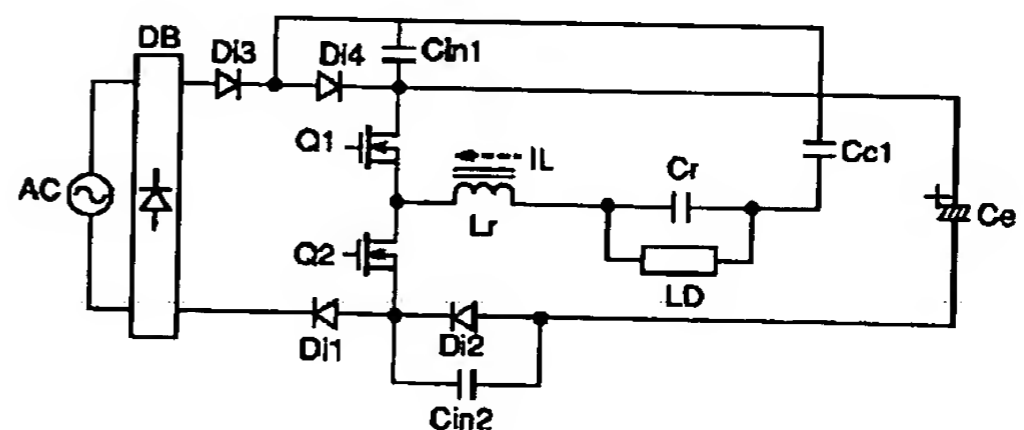 DB
Di3
Di4
Cin1
Q1
IL
Cr
Cc1
AC
Lr
Ce
Q2
LD
Di1
Di2
Cin2